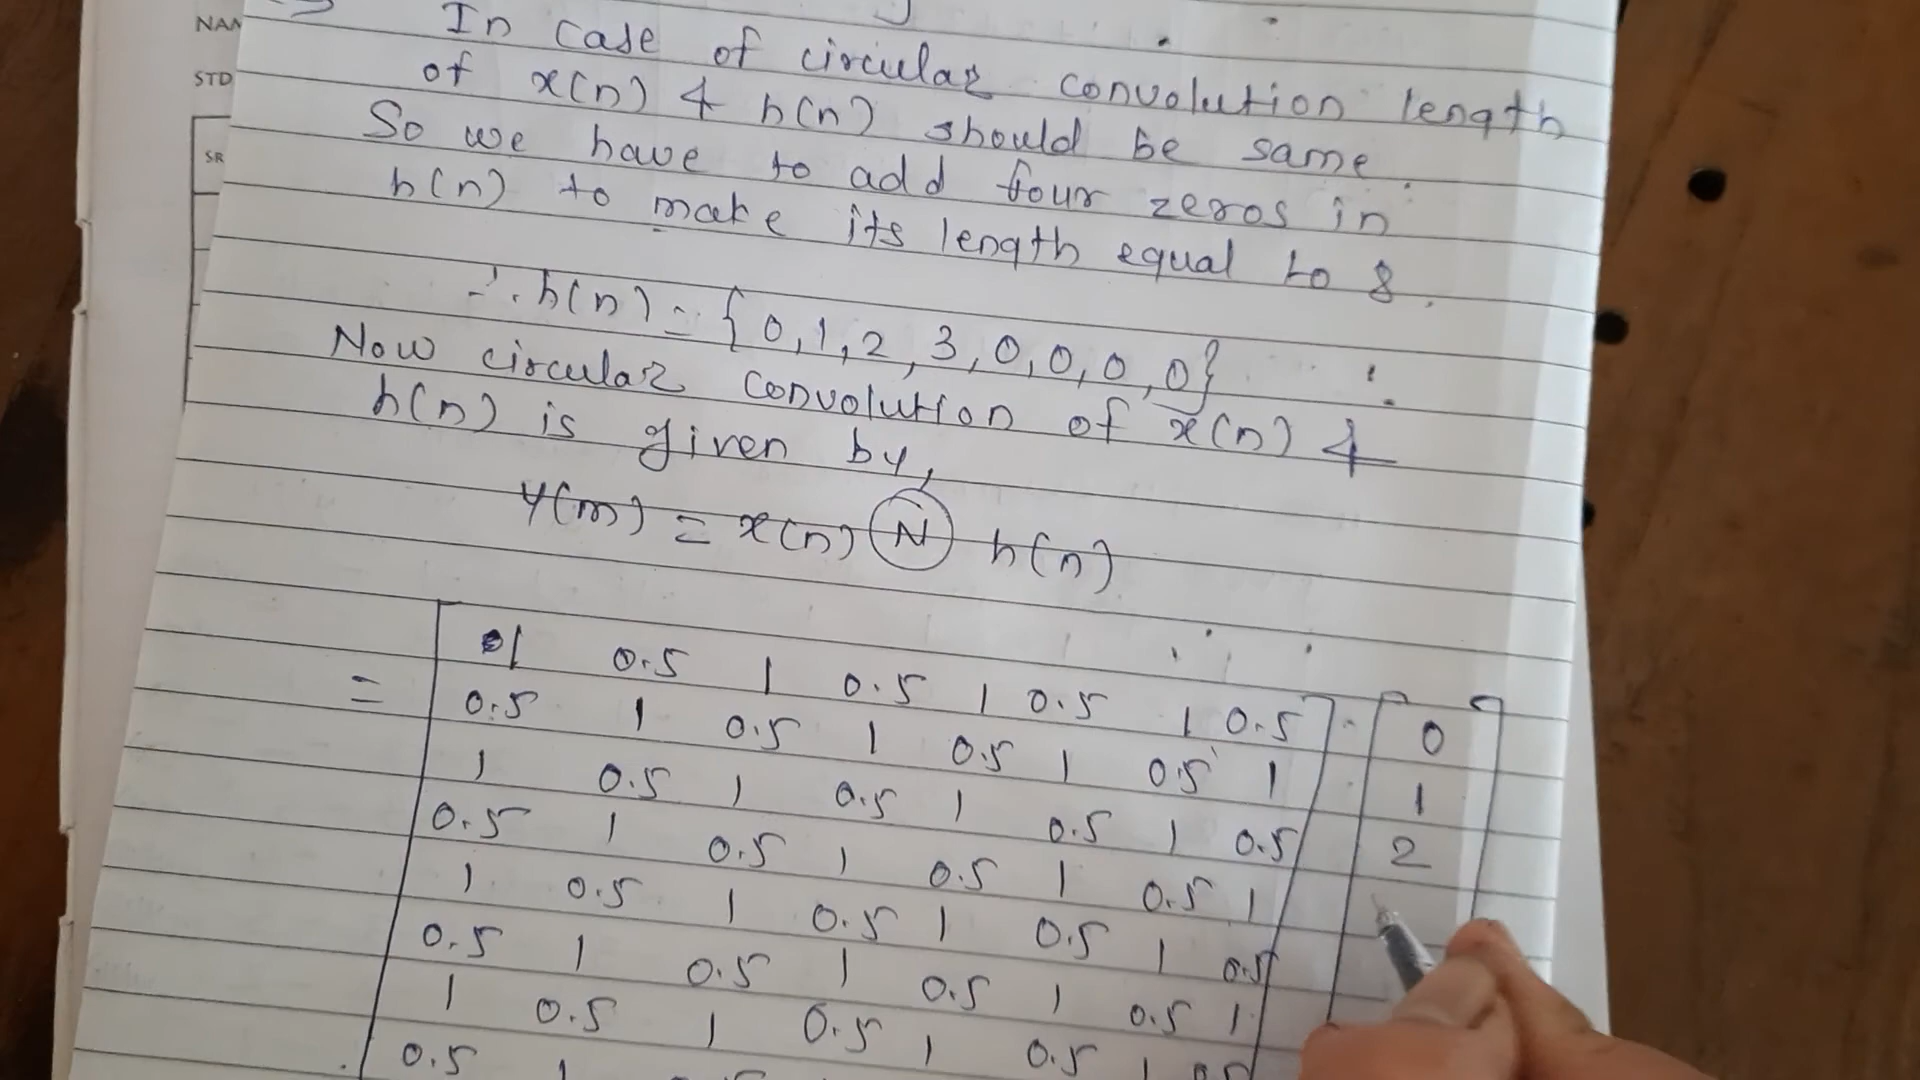 NAM
STD
SR
In case of circular convolution length
of x(n) & h(n) should be same.
So we have to add four zeros in
h(n) to make its length equal to 8.
∴ h(n) = {0,1,2,3,0,0,0,0}
Now circular convolution of x(n) &
h(n) is given by,
y(m) = x(n) Ⓝ h(n)
= 1 0.5 1 0.5 1 0.5 1 0.5 0
0.5 1 0.5 1 0.5 1 0.5 1 1
1 0.5 1 0.5 1 0.5 1 0.5 2
0.5 1 0.5 1 0.5 1 0.5 1
1 0.5 1 0.5 1 0.5 1 0.5
0.5 1 0.5 1 0.5 1 0.5 1
1 0.5 1 0.5 1 0.5 1 0.5
0.5 1